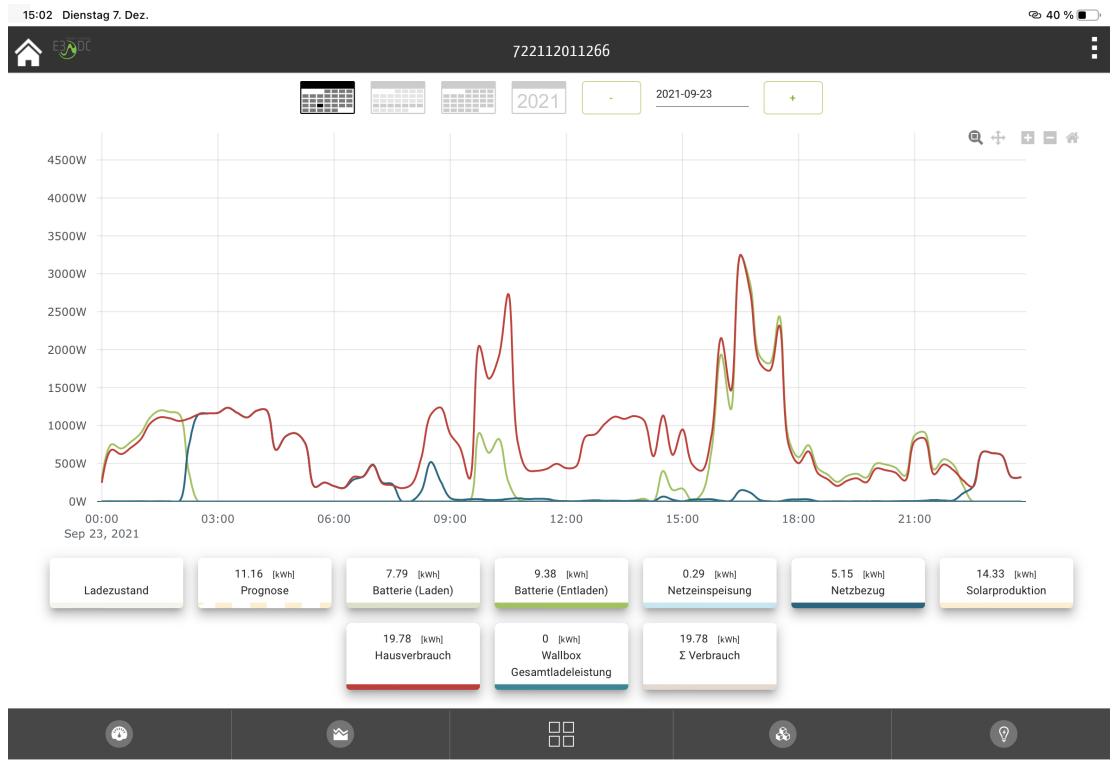 15:02 Dienstag 7. Dez.
40 %
E3/DC
722112011266
2021
-
2021-09-23
+
4500W
4000W
3500W
3000W
2500W
2000W
1500W
1000W
500W
0W
00:00 03:00 06:00 09:00 12:00 15:00 18:00 21:00
Sep 23, 2021
Ladezustand
11.16 [kWh]
Prognose
7.79 [kWh]
Batterie (Laden)
9.38 [kWh]
Batterie (Entladen)
0.29 [kWh]
Netzeinspeisung
5.15 [kWh]
Netzbezug
14.33 [kWh]
Solarproduktion
19.78 [kWh]
Hausverbrauch
0 [kWh]
Wallbox
Gesamtladeleistung
19.78 [kWh]
Σ Verbrauch